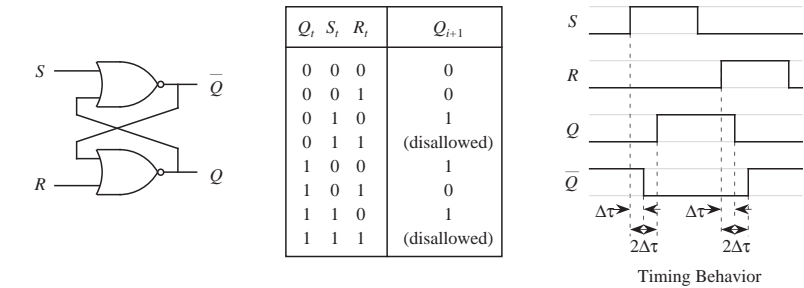 S
Q̅
R
Q
Qt St Rt Qi+1
0 0 0 0
0 0 1 0
0 1 0 1
0 1 1 (disallowed)
1 0 0 1
1 0 1 0
1 1 0 1
1 1 1 (disallowed)
S
R
Q
Q̅
Δτ Δτ
2Δτ 2Δτ
Timing Behavior